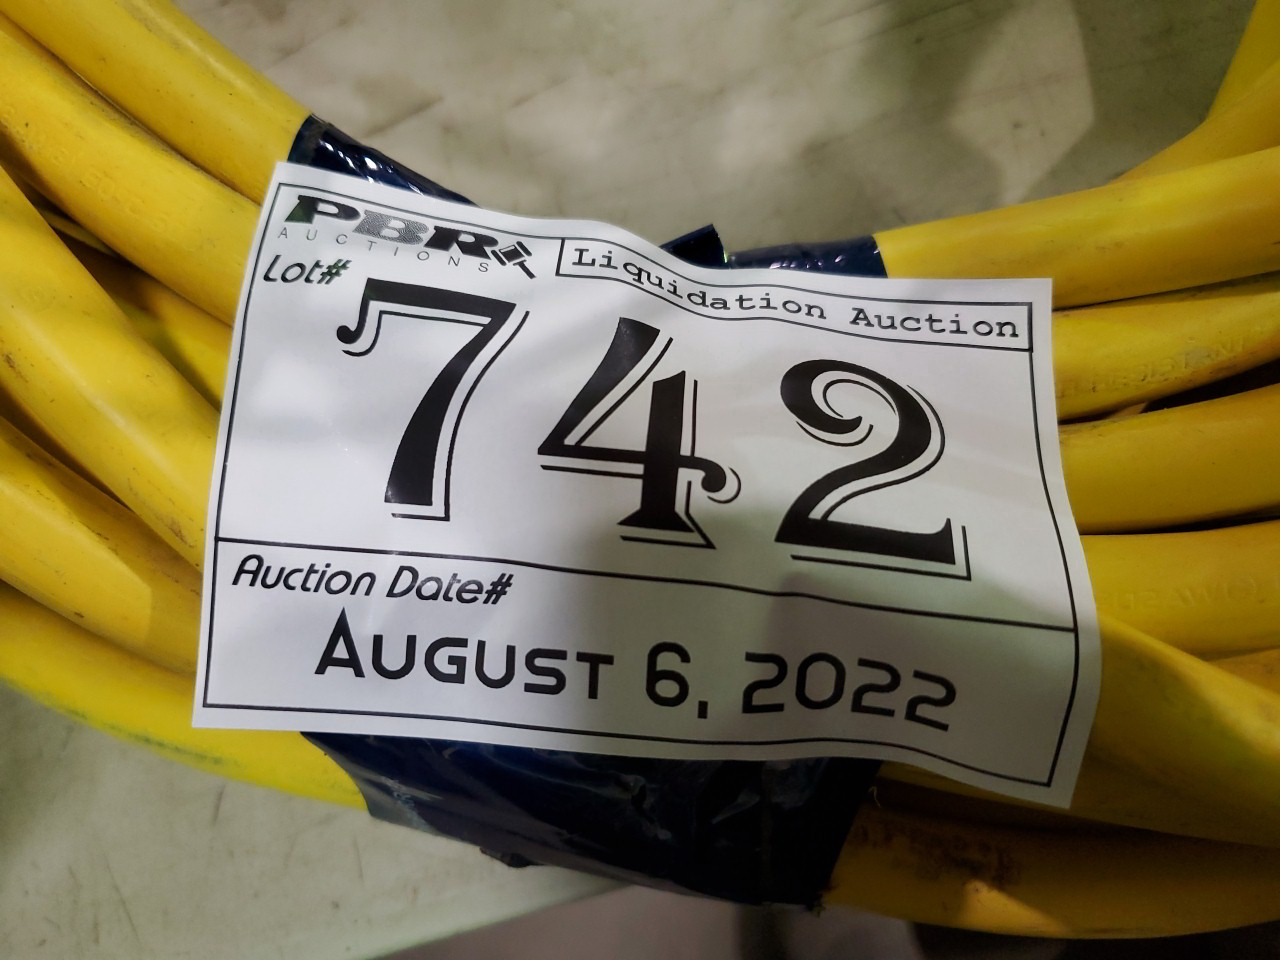 PBR
AUCTIONS
Liquidation Auction
Lot#
742
Auction Date#
August 6, 2022